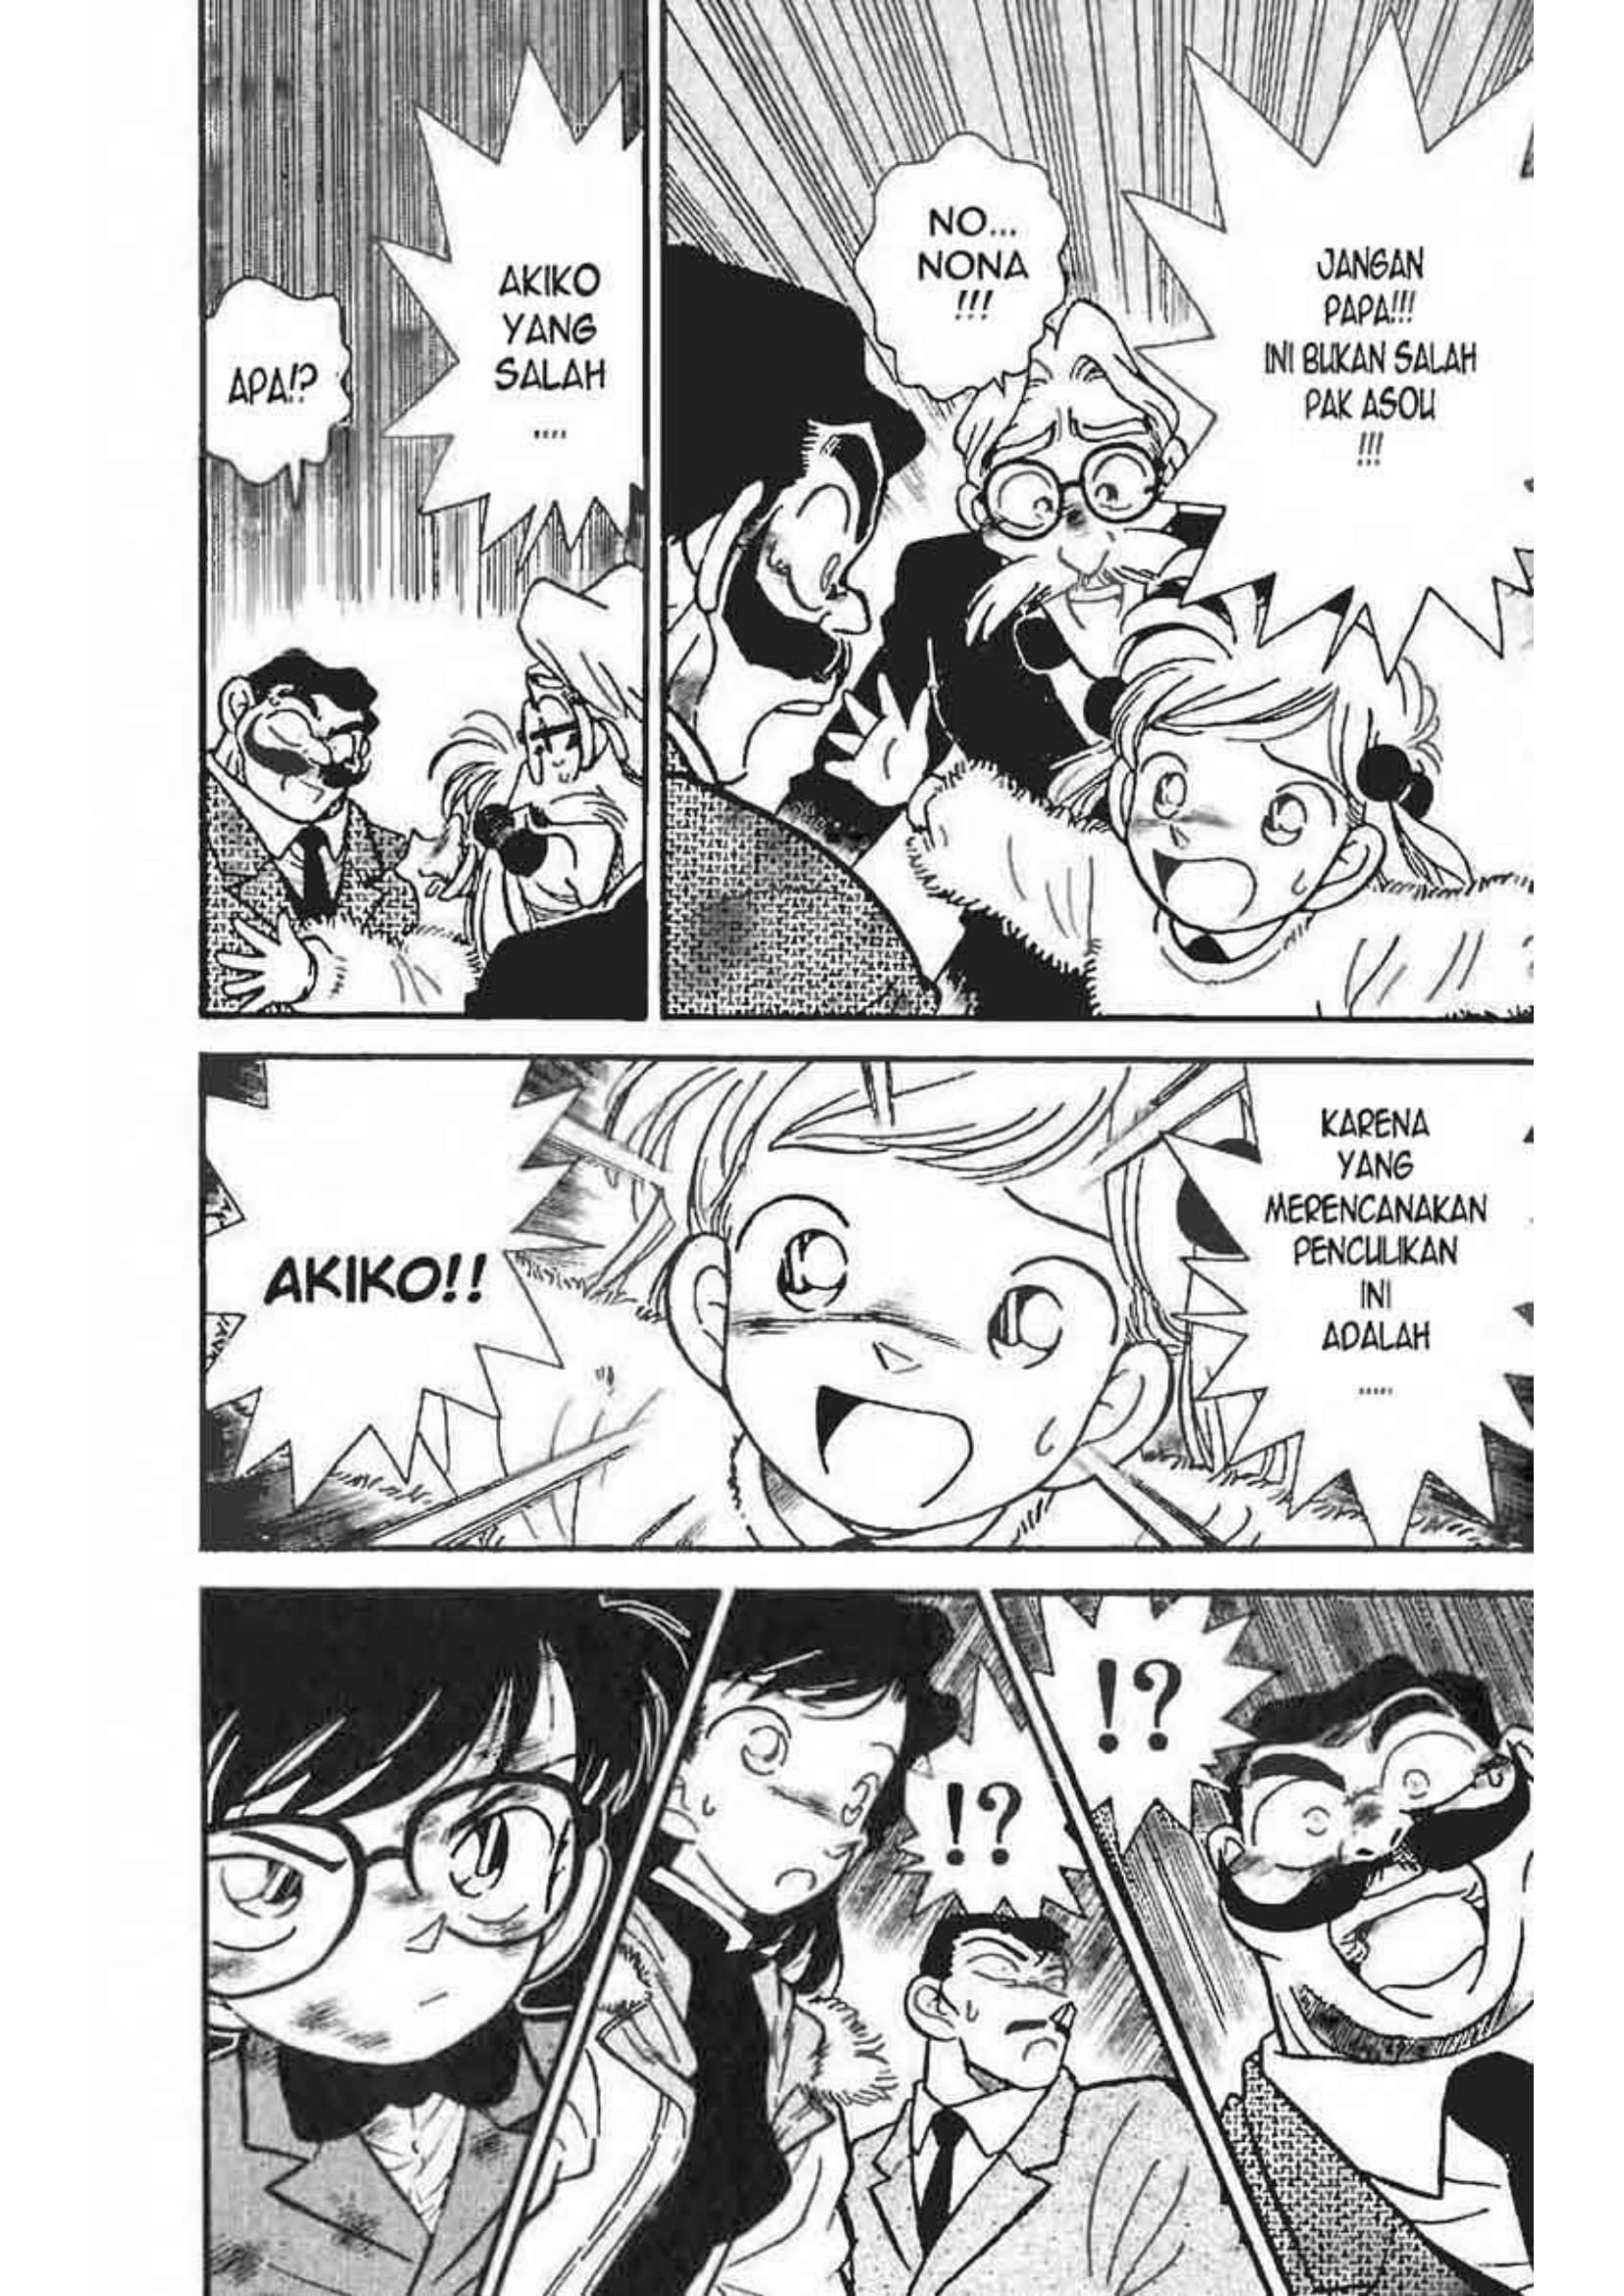 JANGAN
PAPA!!!
INI BUKAN SALAH
PAK ASOU
!!!
NO...
NONA
!!!
AKIKO
YANG
SALAH
....
APA!?
KARENA
YANG
MERENCANAKAN
PENCULIKAN
INI
ADALAH
.....
AKIKO!!
!?
!?